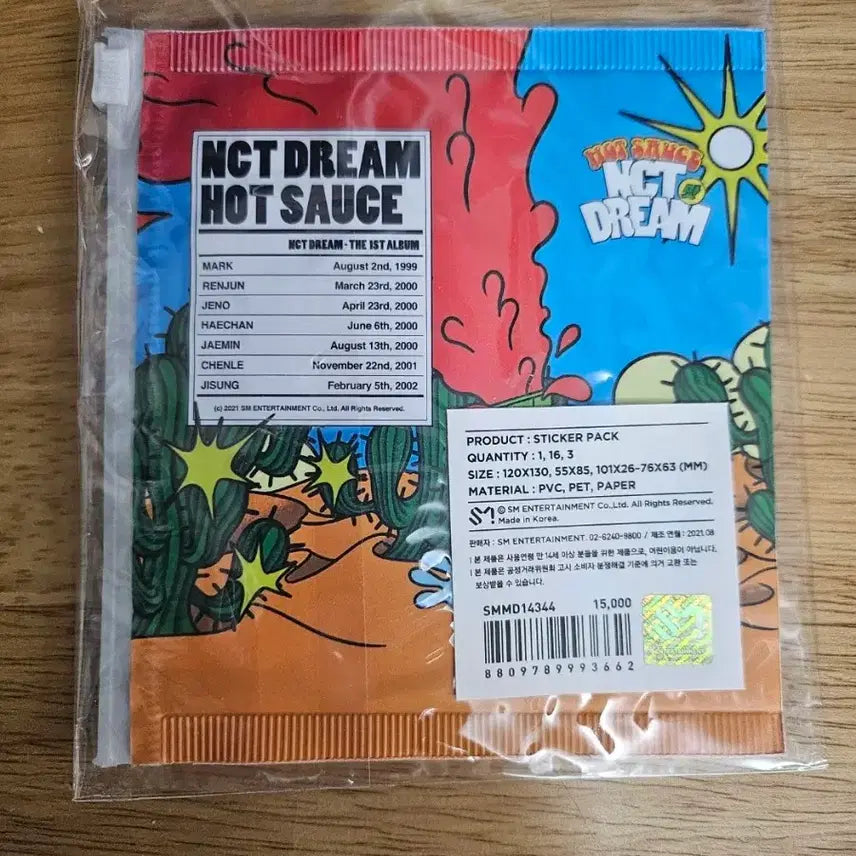 NCT DREAM
HOT SAUCE
NCT DREAM - THE 1ST ALBUM
MARK August 2nd, 1999
RENJUN March 23rd, 2000
JENO April 23rd, 2000
HAECHAN June 6th, 2000
JAEMIN August 13th, 2000
CHENLE November 22nd, 2001
JISUNG February 5th, 2002
(c) 2021 SM ENTERTAINMENT Co., Ltd. All Rights Reserved.
HOT SAUCE
NCT
DREAM
PRODUCT : STICKER PACK
QUANTITY : 1, 16, 3
SIZE : 120X130, 55X85, 101X26~76X63 (MM)
MATERIAL : PVC, PET, PAPER
SM ⓒ SM ENTERTAINMENT Co.,Ltd. All Rights Reserved.
Made in Korea.
판매자 : SM ENTERTAINMENT. 02-6240-9800 / 제조 연월 : 2021.08
| 본 제품은 사용연령 만 14세 이상 분들을 위한 제품으로, 어린이용이 아닙니다.
| 본 제품은 공정거래위원회 고시 소비자 분쟁해결 기준에 의거 교환 또는
보상받을 수 있습니다.
SMMD14344 15,000
8809789993662